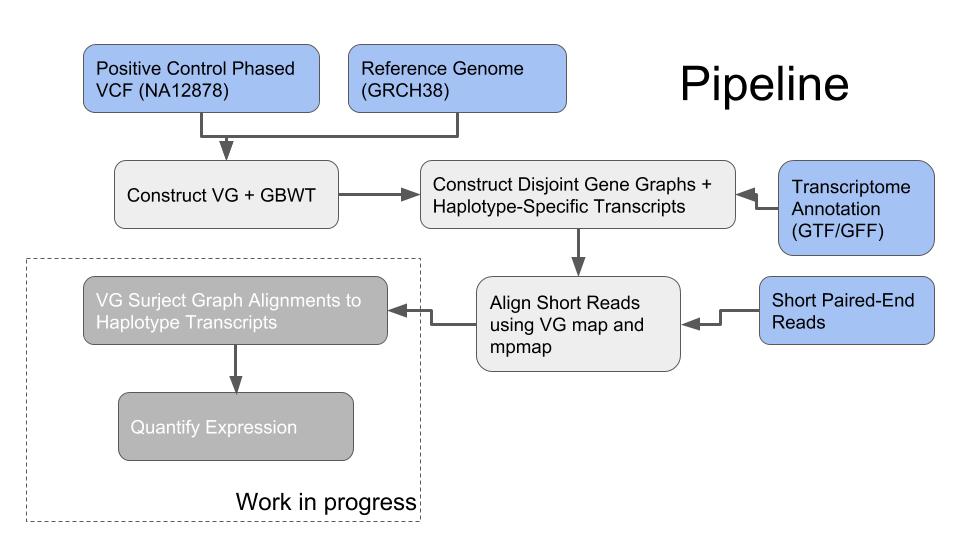 Pipeline
Positive Control Phased
VCF (NA12878)
Reference Genome
(GRCH38)
Construct VG + GBWT
Construct Disjoint Gene Graphs +
Haplotype-Specific Transcripts
Transcriptome
Annotation
(GTF/GFF)
VG Surject Graph Alignments to
Haplotype Transcripts
Align Short Reads
using VG map and
mpmap
Short Paired-End
Reads
Quantify Expression
Work in progress